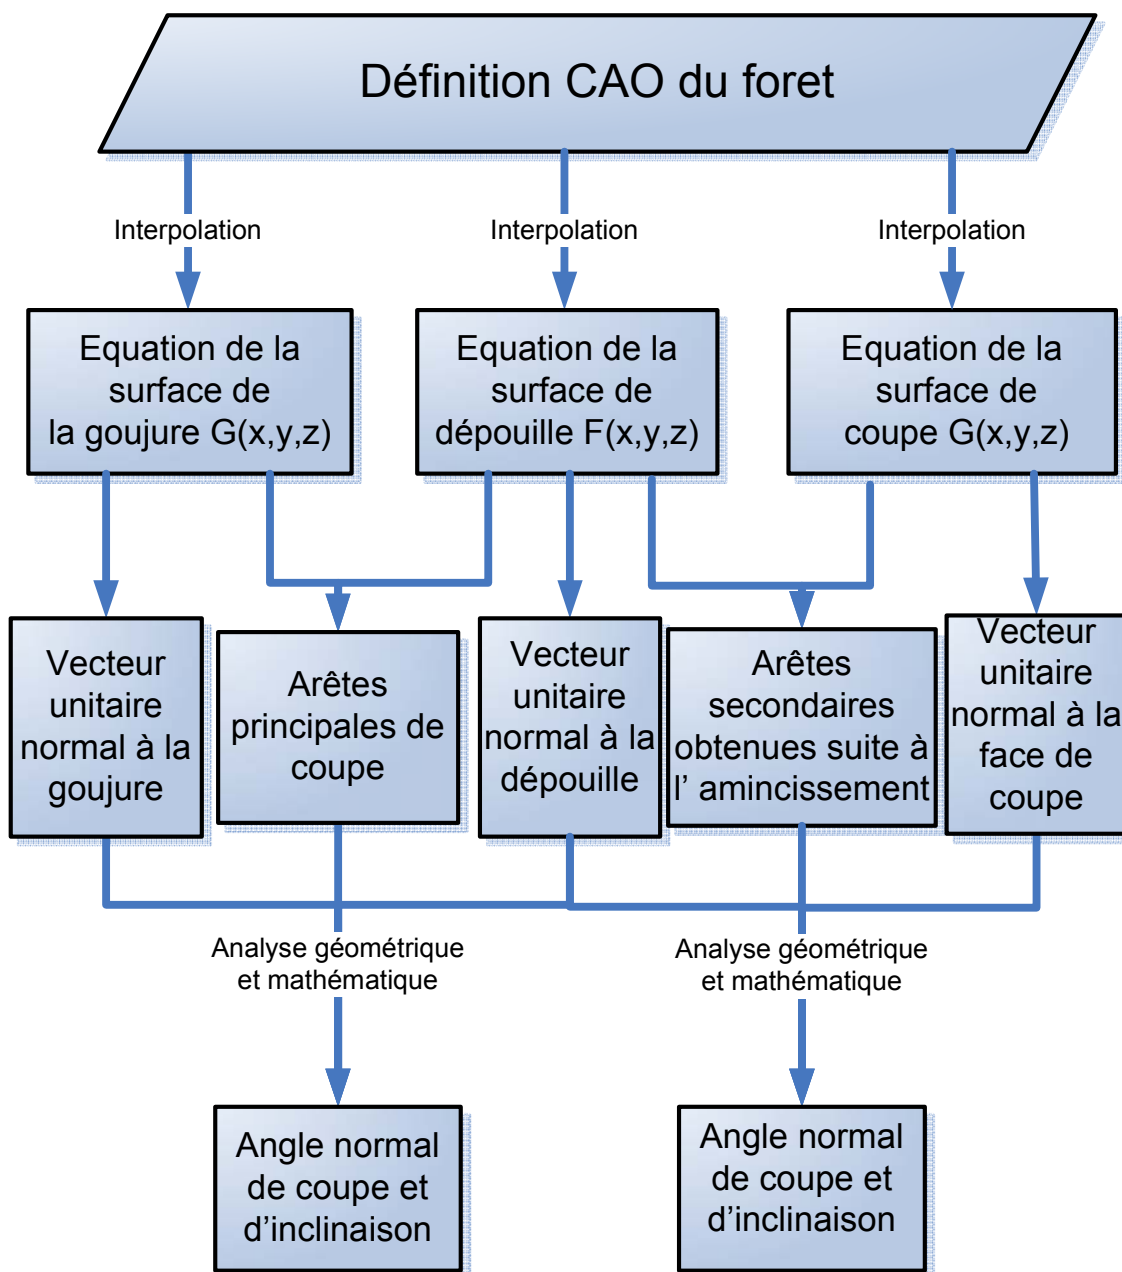 Définition CAO du foret
Interpolation
Interpolation
Interpolation
Equation de la
surface de
la goujure G(x,y,z)
Equation de la
surface de
dépouille F(x,y,z)
Equation de la
surface de
coupe G(x,y,z)
Vecteur
unitaire
normal à la
goujure
Arêtes
principales de
coupe
Vecteur
unitaire
normal à la
dépouille
Arêtes
secondaires
obtenues suite à
l’ amincissement
Vecteur
unitaire
normal à la
face de
coupe
Analyse géométrique
et mathématique
Analyse géométrique
et mathématique
Angle normal
de coupe et
d’inclinaison
Angle normal
de coupe et
d’inclinaison